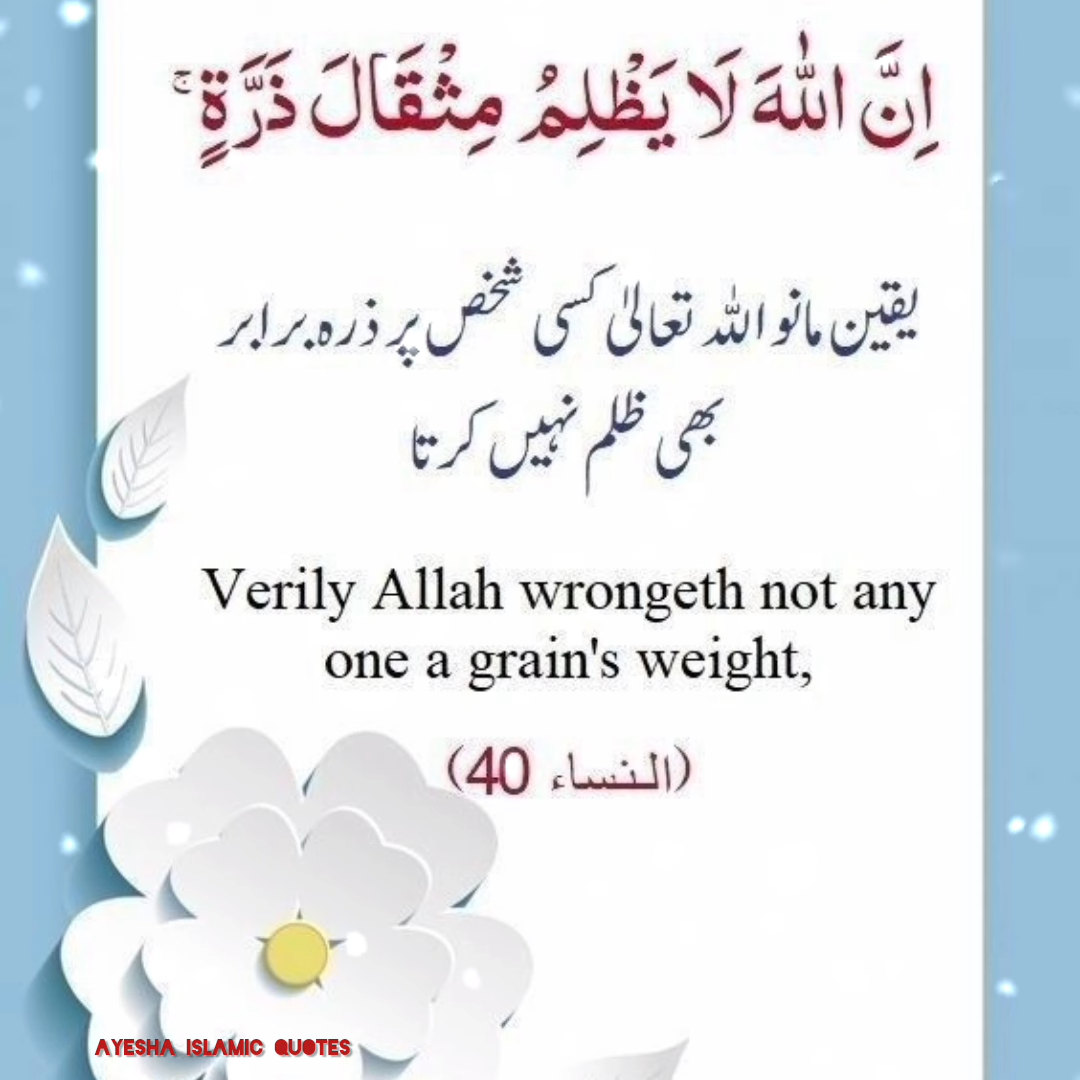 اِنَّ اللّٰهَ لَا يَظْلِمُ مِثْقَالَ ذَرَّةٍ ۚ
یقین مانو اللہ تعالیٰ کسی شخص پر ذرہ برابر
بھی ظلم نہیں کرتا
Verily Allah wrongeth not any
one a grain's weight,
(النساء 40)
AYESHA ISLAMIC QUOTES